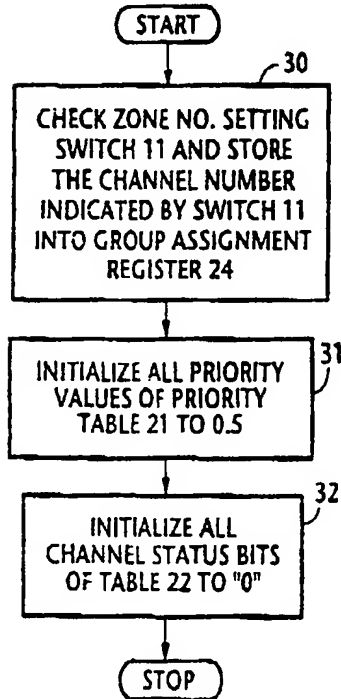 START
30
CHECK ZONE NO. SETTING
SWITCH 11 AND STORE
THE CHANNEL NUMBER
INDICATED BY SWITCH 11
INTO GROUP ASSIGNMENT
REGISTER 24
31
INITIALIZE ALL PRIORITY
VALUES OF PRIORITY
TABLE 21 TO 0.5
32
INITIALIZE ALL
CHANNEL STATUS BITS
OF TABLE 22 TO "0"
STOP